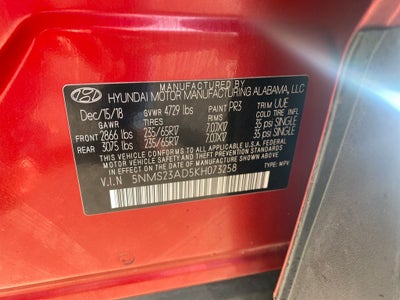 MANUFACTURED BY
HYUNDAI MOTOR MANUFACTURING ALABAMA, LLC
Dec/15/18 GVWR 4729 lbs PAINT PR3 TRIM UUE
GAWR TIRES RIMS COLD TIRE INF.
FRONT 2866 lbs 235/65R17 7.0JX17 35 psi SINGLE
REAR 3075 lbs 235/65R17 7.0JX17 35 psi SINGLE
THIS VEHICLE CONFORMS TO ALL APPLICABLE U.S.A. FEDERAL
MOTOR VEHICLE SAFETY, BUMPER, AND THEFT PREVENTION
STANDARDS IN EFFECT ON THE DATE OF MANUFACTURE
SHOWN ABOVE.
V.I.N 5NMS23AD5KH073258 TYPE: MPV